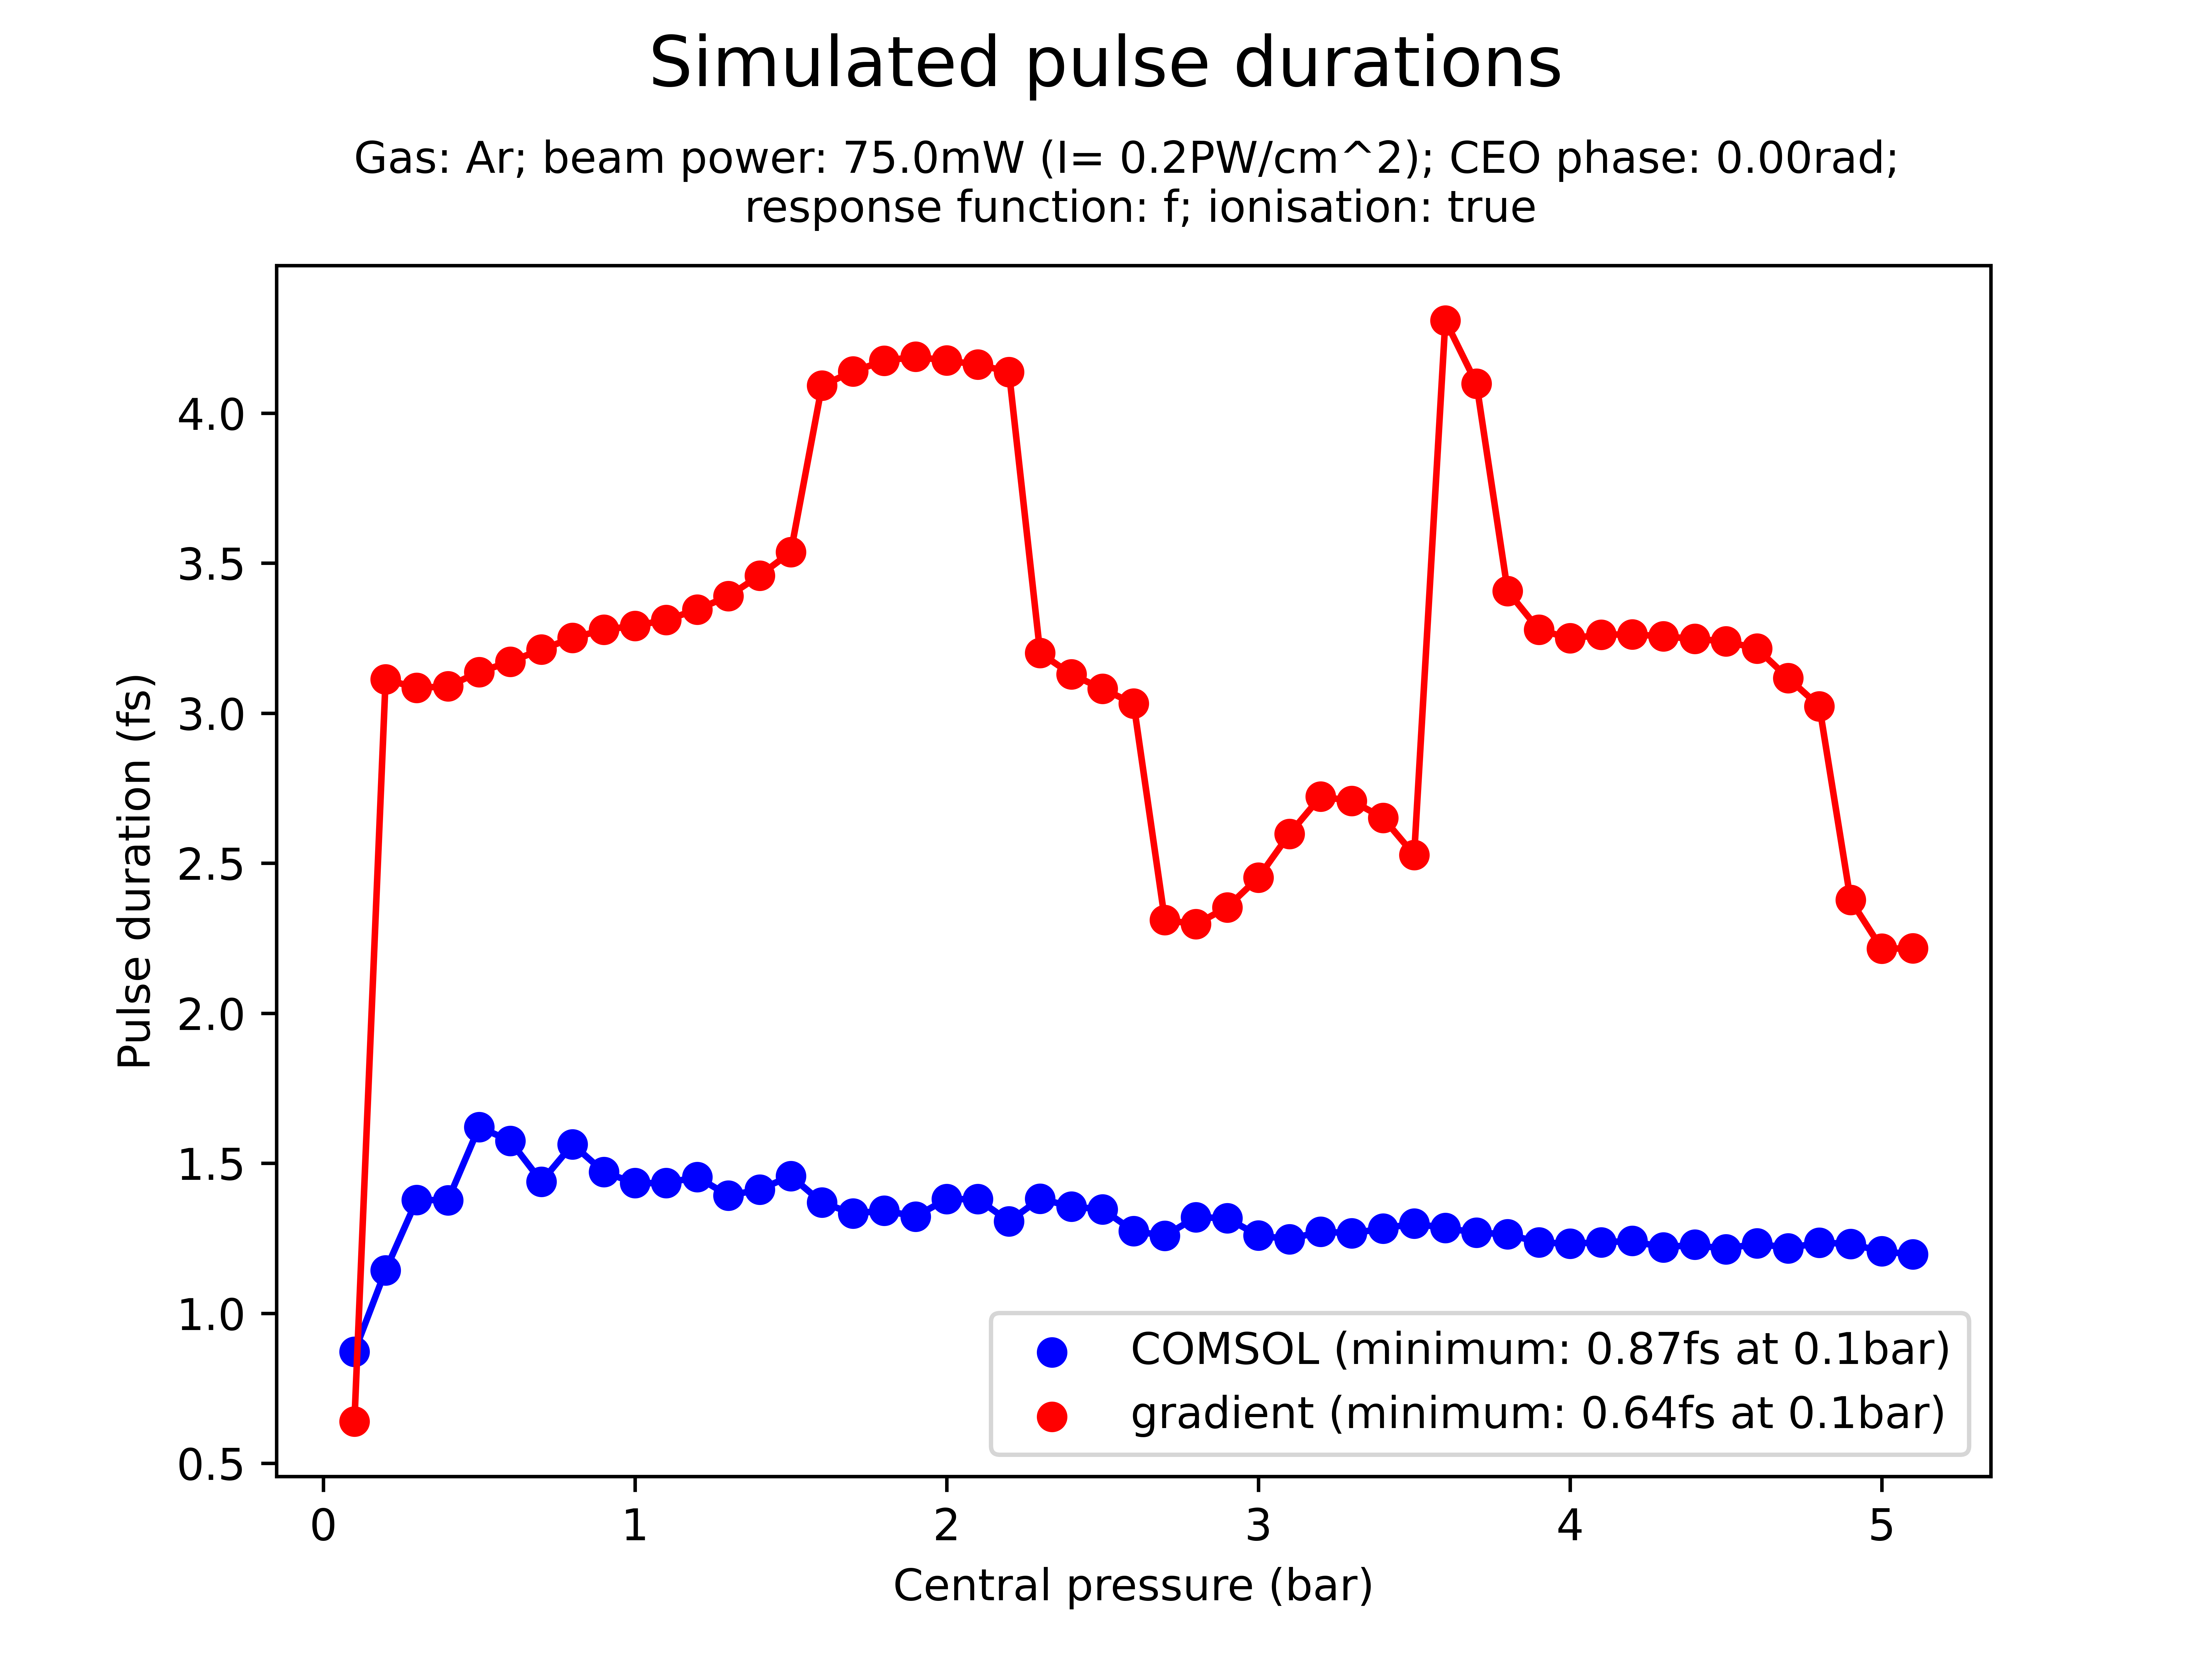 Simulated pulse durations
Gas: Ar; beam power: 75.0mW (I= 0.2PW/cm^2); CEO phase: 0.00rad;
response function: f; ionisation: true
4.0
3.5
3.0
2.5
2.0
1.5
1.0
0.5
Pulse duration (fs)
COMSOL (minimum: 0.87fs at 0.1bar)
gradient (minimum: 0.64fs at 0.1bar)
0 1 2 3 4 5
Central pressure (bar)